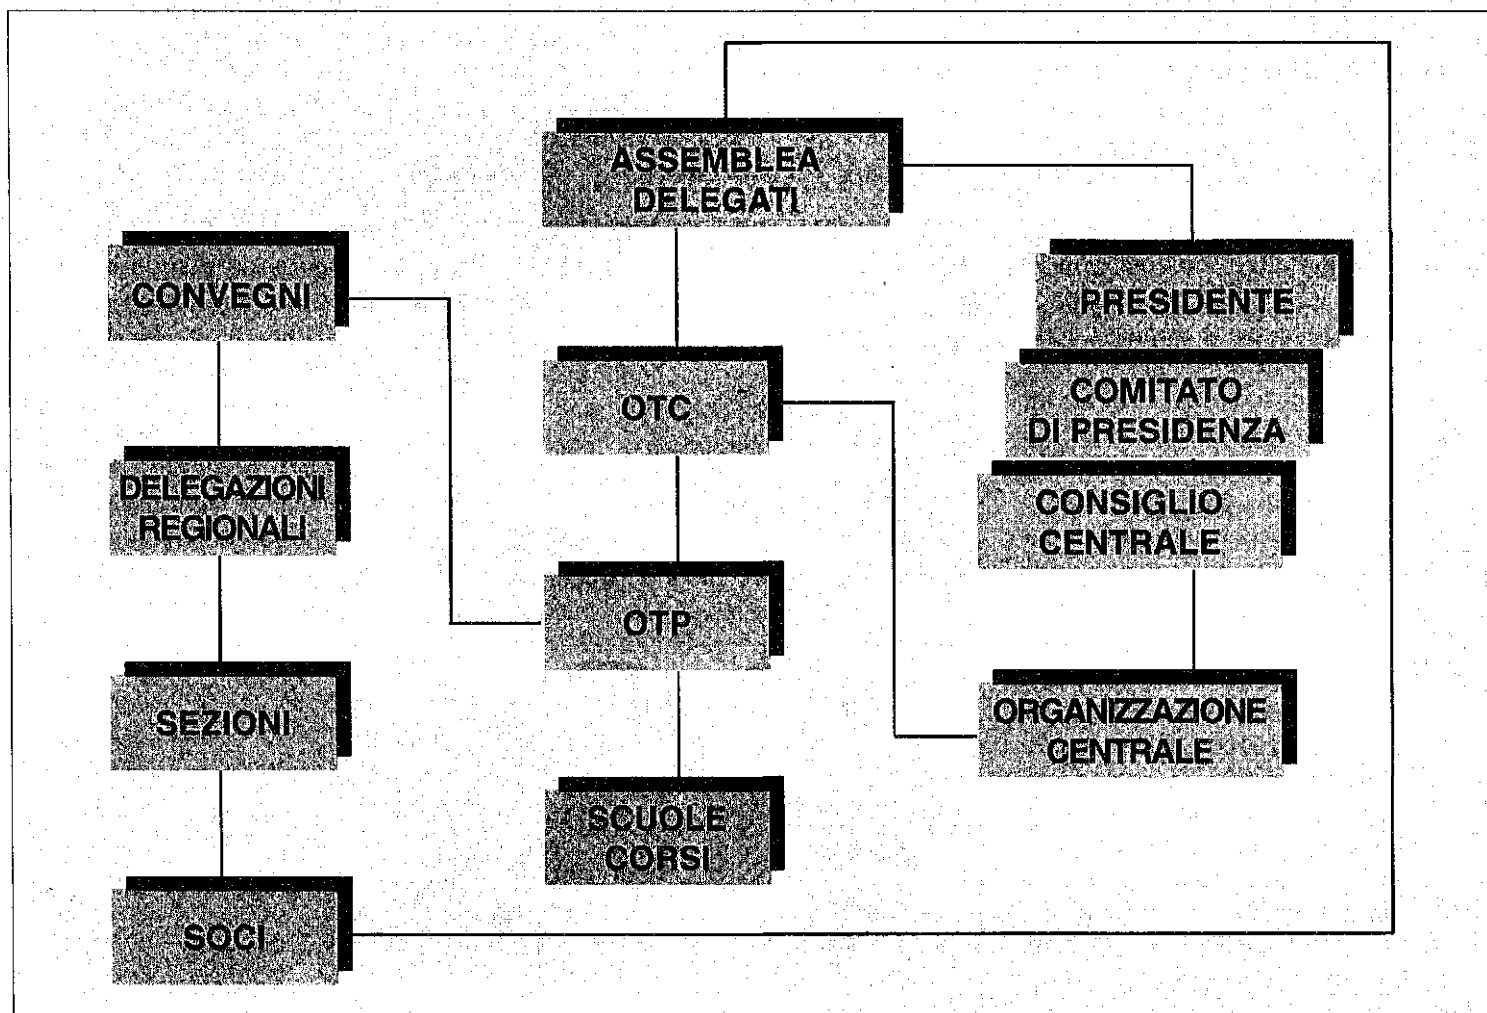 ASSEMBLEA
DELEGATI
CONVEGNI
PRESIDENTE
OTC
COMITATO
DI PRESIDENZA
DELEGAZIONI
REGIONALI
CONSIGLIO
CENTRALE
OTP
SEZIONI
ORGANIZZAZIONE
CENTRALE
SCUOLE
CORSI
SOCI